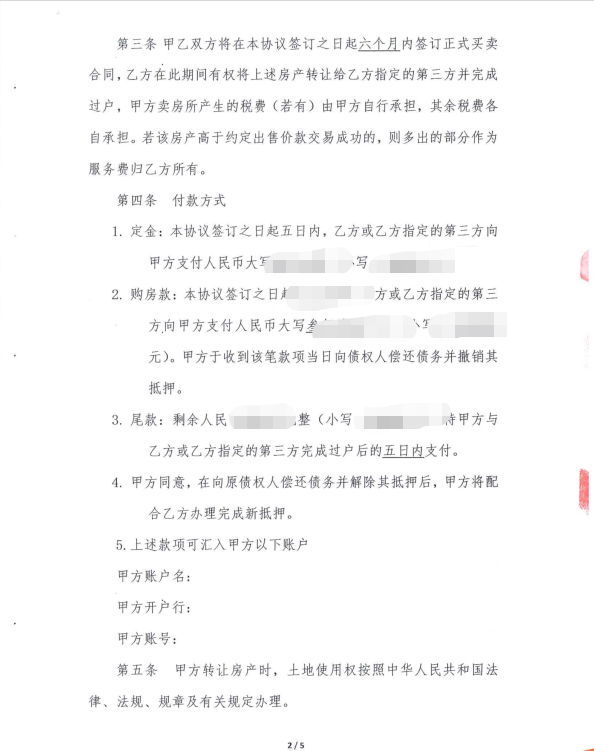 第三条 甲乙双方将在本协议签订之日起六个月内签订正式买卖
合同，乙方在此期间有权将上述房产转让给乙方指定的第三方并完成
过户，甲方卖房所产生的税费（若有）由甲方自行承担，其余税费各
自承担。若该房产高于约定出售价款交易成功的，则多出的部分作为
服务费归乙方所有。
第四条 付款方式
1. 定金：本协议签订之日起五日内，乙方或乙方指定的第三方向
甲方支付人民币大写 小写
2. 购房款：本协议签订之日起 方或乙方指定的第三
方向甲方支付人民币大写叁 小写
元）。甲方于收到该笔款项当日向债权人偿还债务并撤销其
抵押。
3. 尾款：剩余人民 整（小写 待甲方与
乙方或乙方指定的第三方完成过户后的五日内支付。
4. 甲方同意，在向原债权人偿还债务并解除其抵押后，甲方将配
合乙方办理完成新抵押。
5.上述款项可汇入甲方以下账户
甲方账户名：
甲方开户行：
甲方账号：
第五条 甲方转让房产时，土地使用权按照中华人民共和国法
律、法规、规章及有关规定办理。
2 / 5